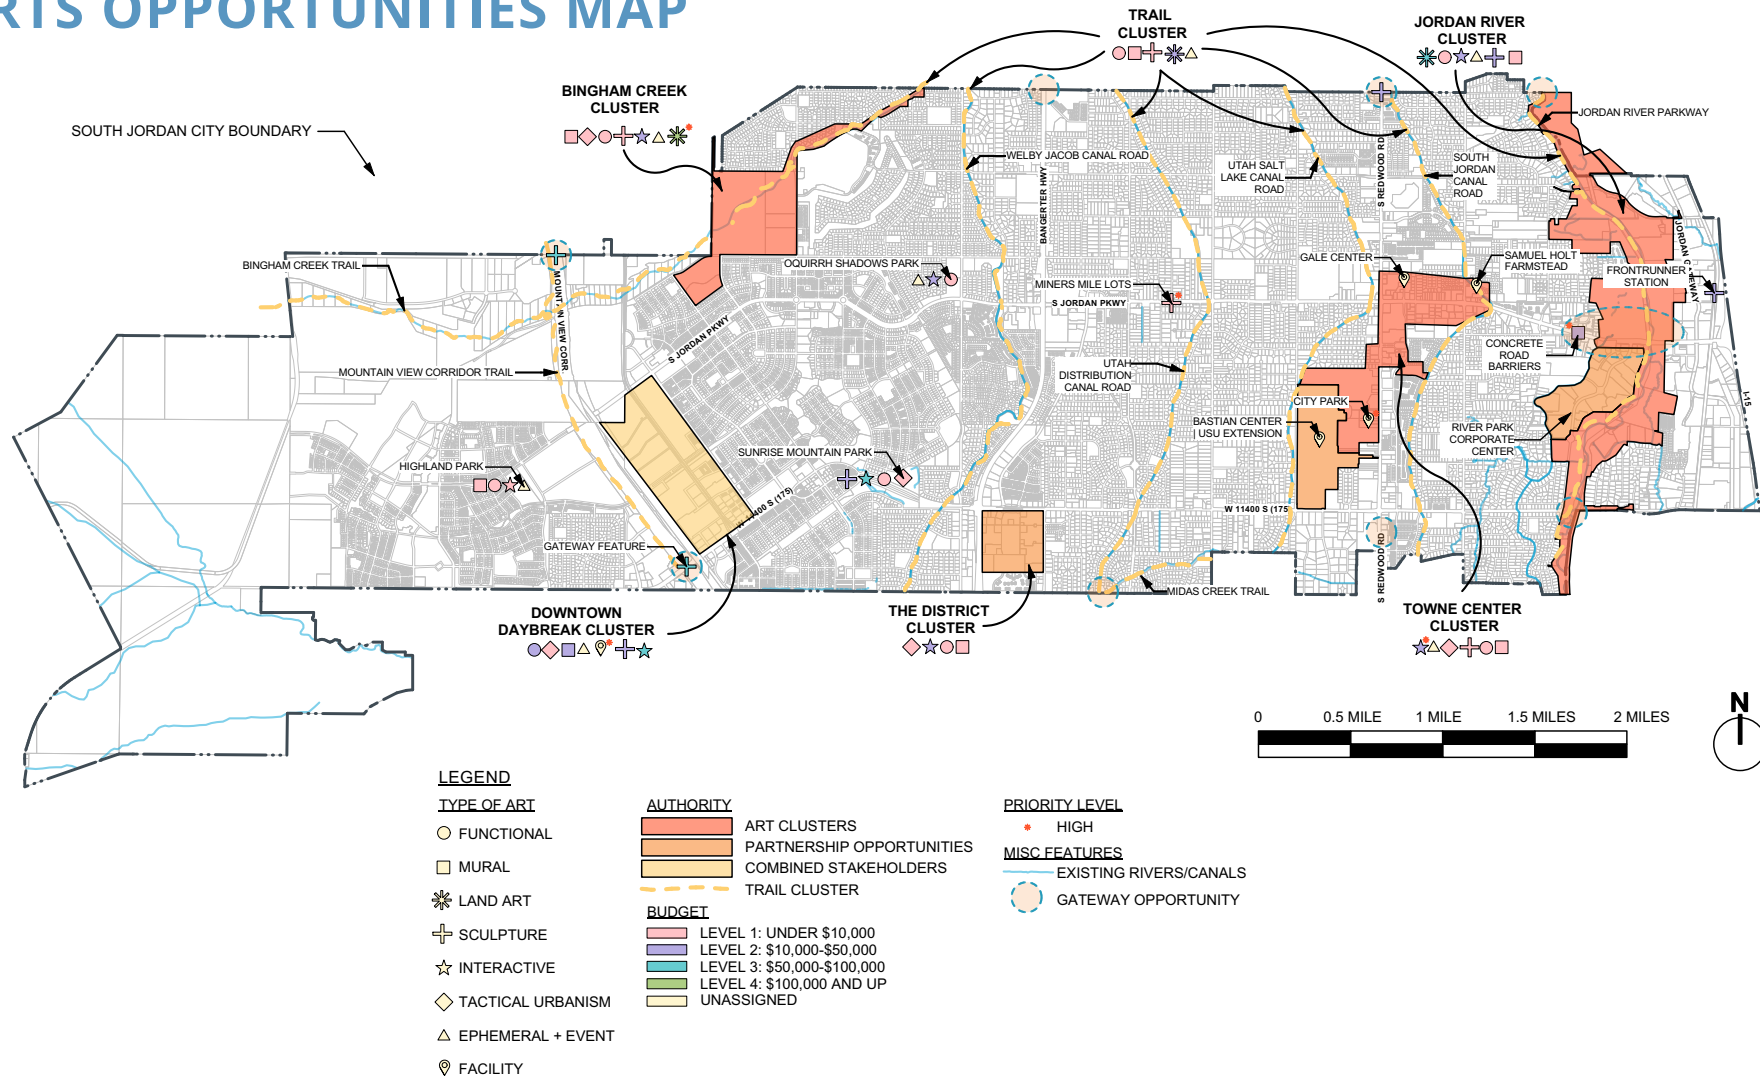 RTS OPPORTUNITIES MAP
TRAIL
CLUSTER
JORDAN RIVER
CLUSTER
BINGHAM CREEK
CLUSTER
SOUTH JORDAN CITY BOUNDARY
JORDAN RIVER PARKWAY
WELBY JACOB CANAL ROAD
UTAH SALT
LAKE CANAL
ROAD
S REDWOOD RD
SOUTH
JORDAN
CANAL
ROAD
BANGERTER HWY
BINGHAM CREEK TRAIL
MOUNTAIN VIEW CORR.
OQUIRRH SHADOWS PARK
GALE CENTER
SAMUEL HOLT
FARMSTEAD
FRONTRUNNER
STATION
MINERS MILE LOTS
S JORDAN PKWY
S JORDAN PKWY
CONCRETE
ROAD
BARRIERS
MOUNTAIN VIEW CORRIDOR TRAIL
UTAH
DISTRIBUTION
CANAL ROAD
CITY PARK
I-15
BASTIAN CENTER
| USU EXTENSION
RIVER PARK
CORPORATE
CENTER
SUNRISE MOUNTAIN PARK
HIGHLAND PARK
W 11400 S (175)
W 11400 S (175
GATEWAY FEATURE
S REDWOOD RD
MIDAS CREEK TRAIL
DOWNTOWN
DAYBREAK CLUSTER
THE DISTRICT
CLUSTER
TOWNE CENTER
CLUSTER
0 0.5 MILE 1 MILE 1.5 MILES 2 MILES
N
LEGEND
TYPE OF ART
FUNCTIONAL
MURAL
LAND ART
SCULPTURE
INTERACTIVE
TACTICAL URBANISM
EPHEMERAL + EVENT
FACILITY
AUTHORITY
ART CLUSTERS
PARTNERSHIP OPPORTUNITIES
COMBINED STAKEHOLDERS
TRAIL CLUSTER
BUDGET
LEVEL 1: UNDER $10,000
LEVEL 2: $10,000-$50,000
LEVEL 3: $50,000-$100,000
LEVEL 4: $100,000 AND UP
UNASSIGNED
PRIORITY LEVEL
HIGH
MISC FEATURES
EXISTING RIVERS/CANALS
GATEWAY OPPORTUNITY